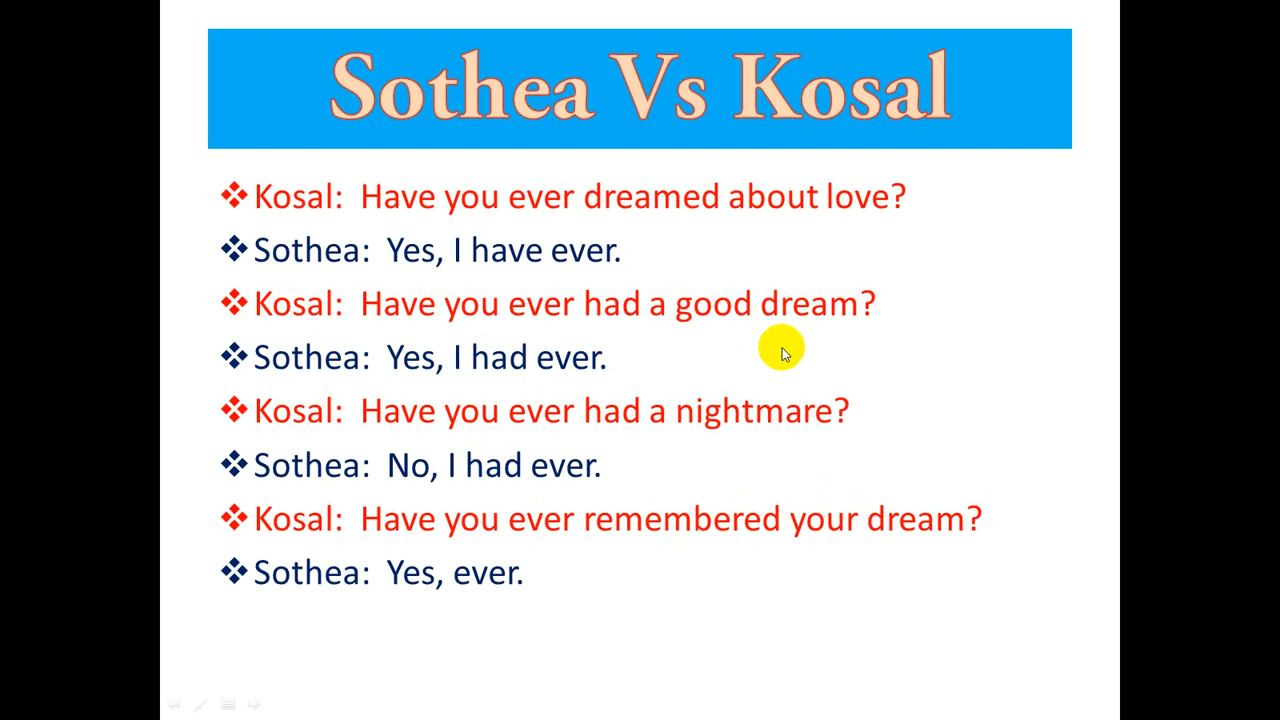 Sothea Vs Kosal
❖ Kosal: Have you ever dreamed about love?
❖ Sothea: Yes, I have ever.
❖ Kosal: Have you ever had a good dream?
❖ Sothea: Yes, I had ever.
❖ Kosal: Have you ever had a nightmare?
❖ Sothea: No, I had ever.
❖ Kosal: Have you ever remembered your dream?
❖ Sothea: Yes, ever.